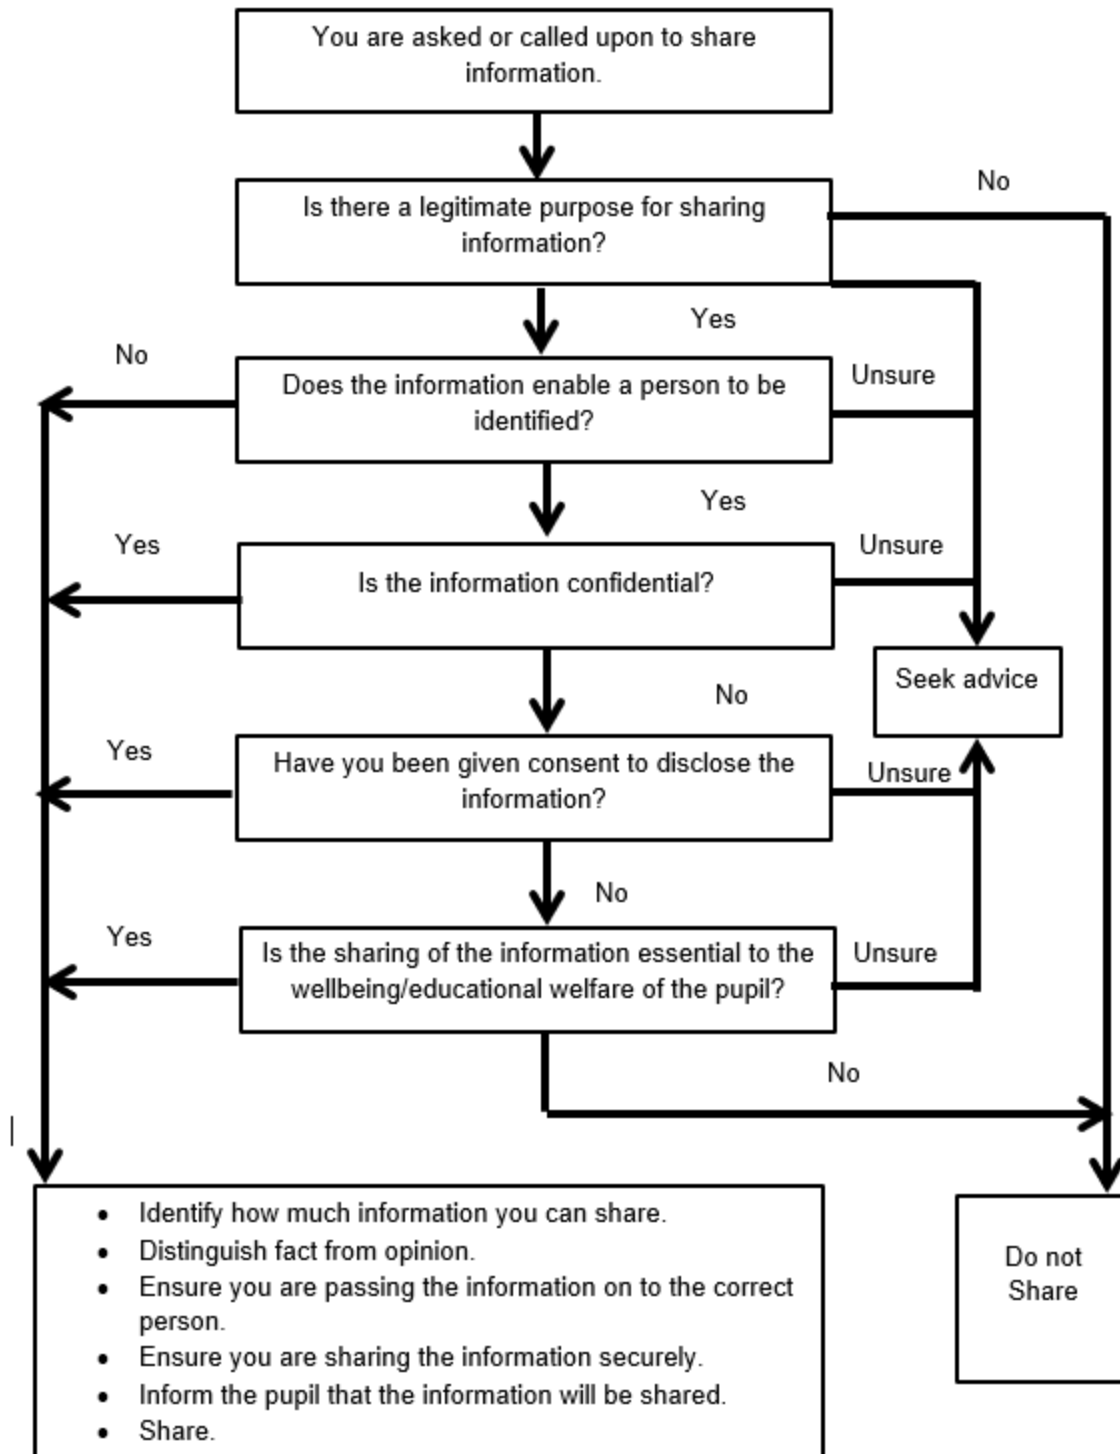 You are asked or called upon to share
information.
No
Is there a legitimate purpose for sharing
information?
Yes
No
Does the information enable a person to be
identified?
Unsure
Yes
Yes
Is the information confidential?
Unsure
Seek advice
No
Yes
Have you been given consent to disclose the
information?
Unsure
No
Yes
Is the sharing of the information essential to the
wellbeing/educational welfare of the pupil?
Unsure
No
• Identify how much information you can share.
• Distinguish fact from opinion.
• Ensure you are passing the information on to the correct
person.
• Ensure you are sharing the information securely.
• Inform the pupil that the information will be shared.
• Share.
Do not
Share